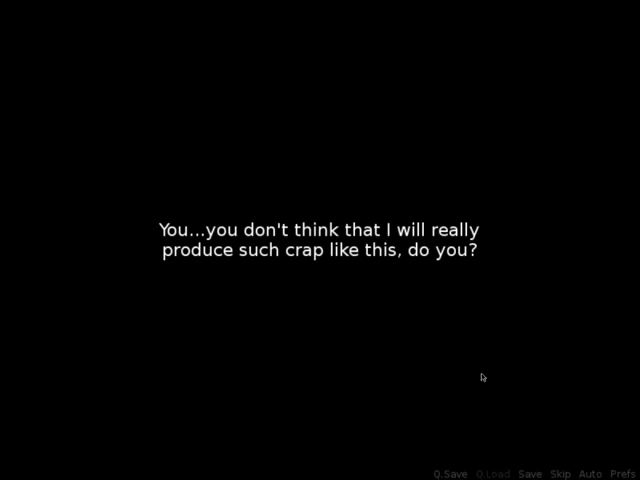 You...you don't think that I will really
produce such crap like this, do you?
Q.Save Q.Load Save Skip Auto Prefs